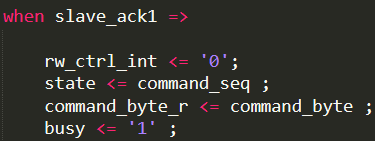 when slave_ack1 =>
rw_ctrl_int <= '0';
state <= command_seq ;
command_byte_r <= command_byte ;
busy <= '1' ;